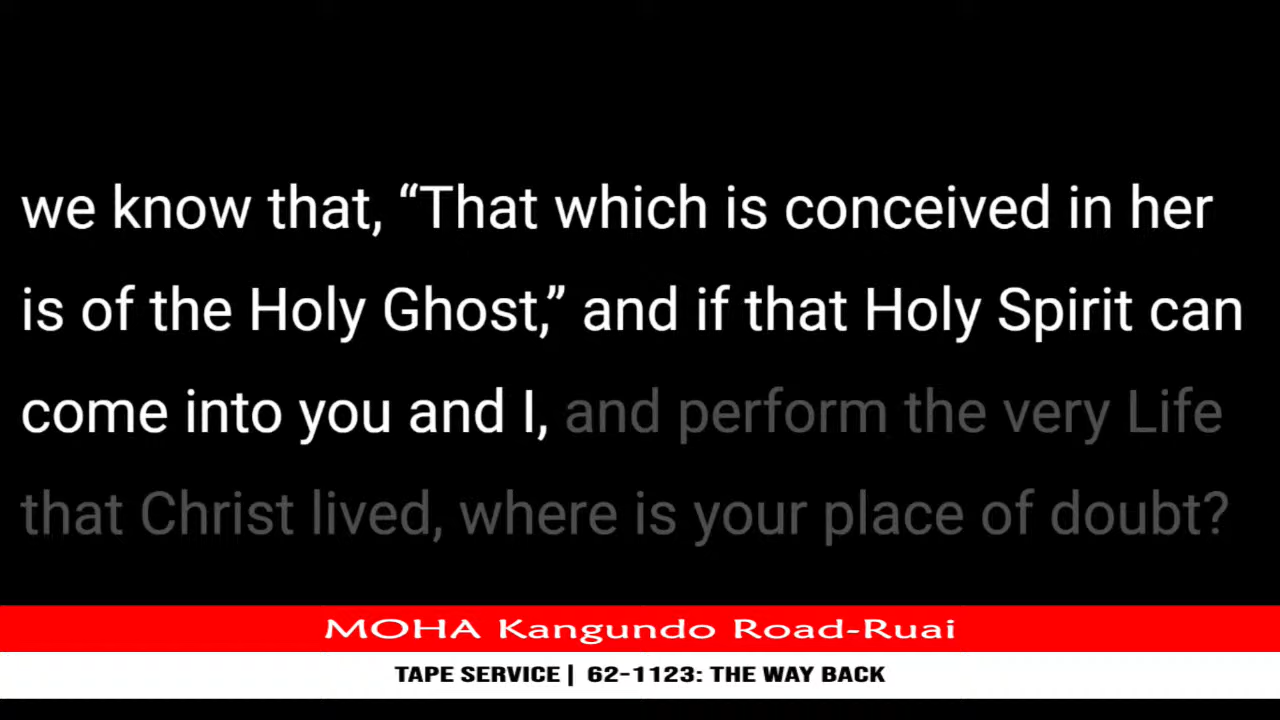 we know that, “That which is conceived in her
is of the Holy Ghost,” and if that Holy Spirit can
come into you and I, and perform the very Life
that Christ lived, where is your place of doubt?
MOHA Kangundo Road-Ruai
TAPE SERVICE | 62-1123: THE WAY BACK